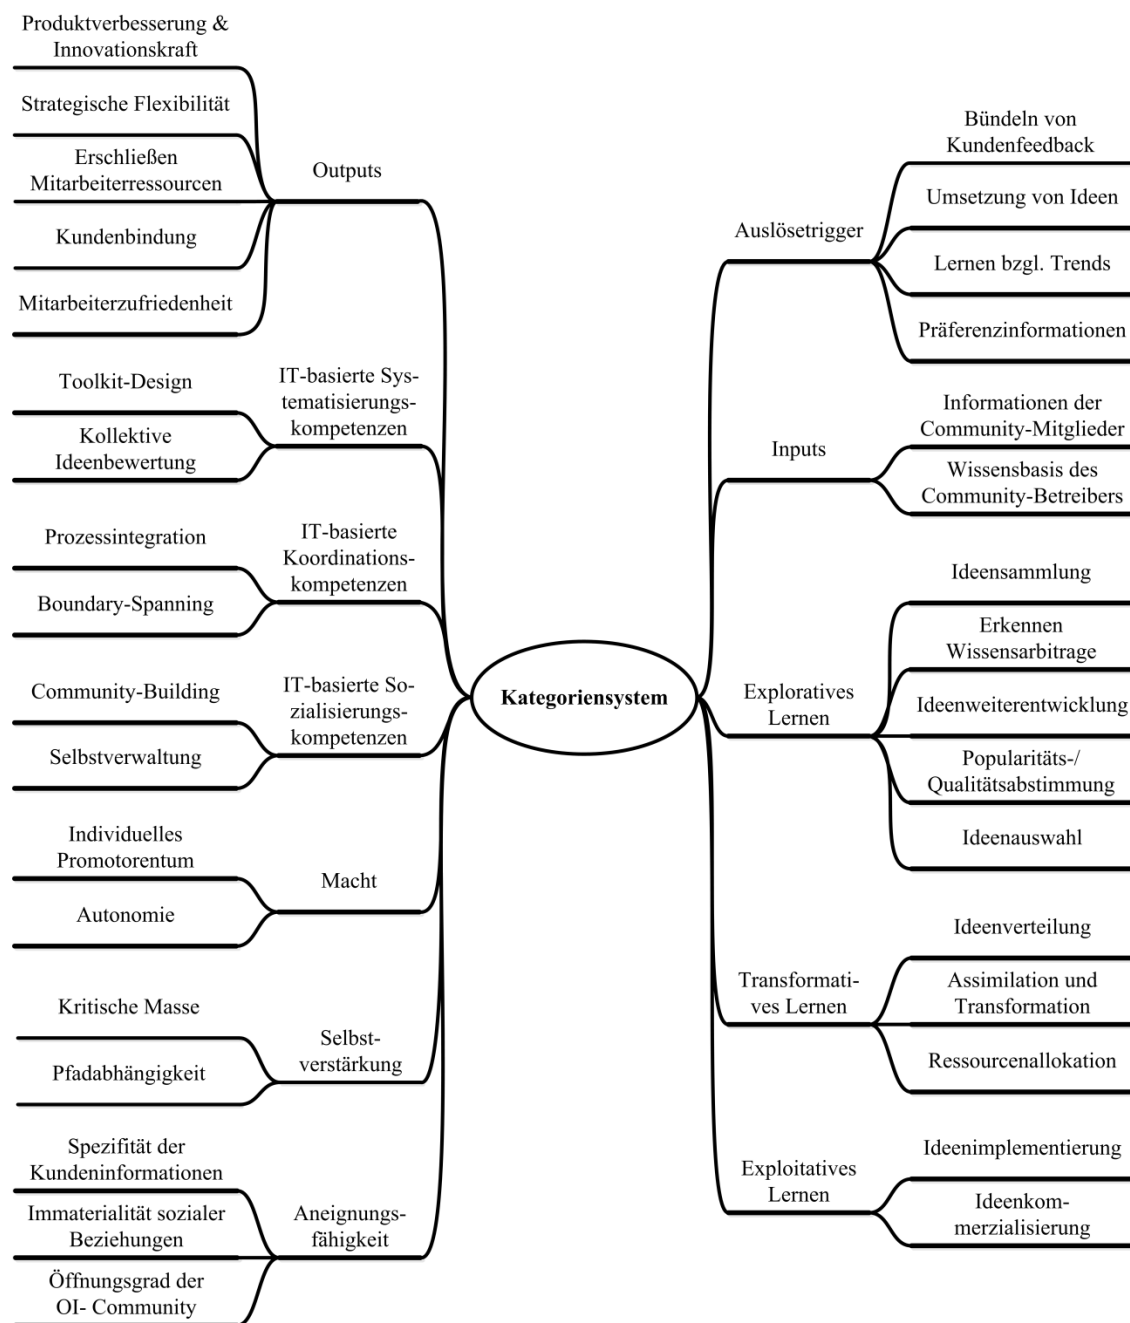 Produktverbesserung &
Innovationskraft
Strategische Flexibilität
Erschließen
Mitarbeiterressourcen
Kundenbindung
Mitarbeiterzufriedenheit
Outputs
Toolkit-Design
Kollektive
Ideenbewertung
IT-basierte Sys-
tematisierungs-
kompetenzen
Prozessintegration
Boundary-Spanning
IT-basierte
Koordinations-
kompetenzen
Community-Building
Selbstverwaltung
IT-basierte So-
zialisierungs-
kompetenzen
Individuelles
Promotorentum
Autonomie
Macht
Kritische Masse
Pfadabhängigkeit
Selbst-
verstärkung
Spezifität der
Kundeninformationen
Immaterialität sozialer
Beziehungen
Öffnungsgrad der
OI- Community
Aneignungs-
fähigkeit
Kategoriensystem
Auslösetrigger
Bündeln von
Kundenfeedback
Umsetzung von Ideen
Lernen bzgl. Trends
Präferenzinformationen
Inputs
Informationen der
Community-Mitglieder
Wissensbasis des
Community-Betreibers
Exploratives
Lernen
Ideensammlung
Erkennen
Wissensarbitrage
Ideenweiterentwicklung
Popularitäts-/
Qualitätsabstimmung
Ideenauswahl
Transformati-
ves Lernen
Ideenverteilung
Assimilation und
Transformation
Ressourcenallokation
Exploitatives
Lernen
Ideenimplementierung
Ideenkom-
merzialisierung